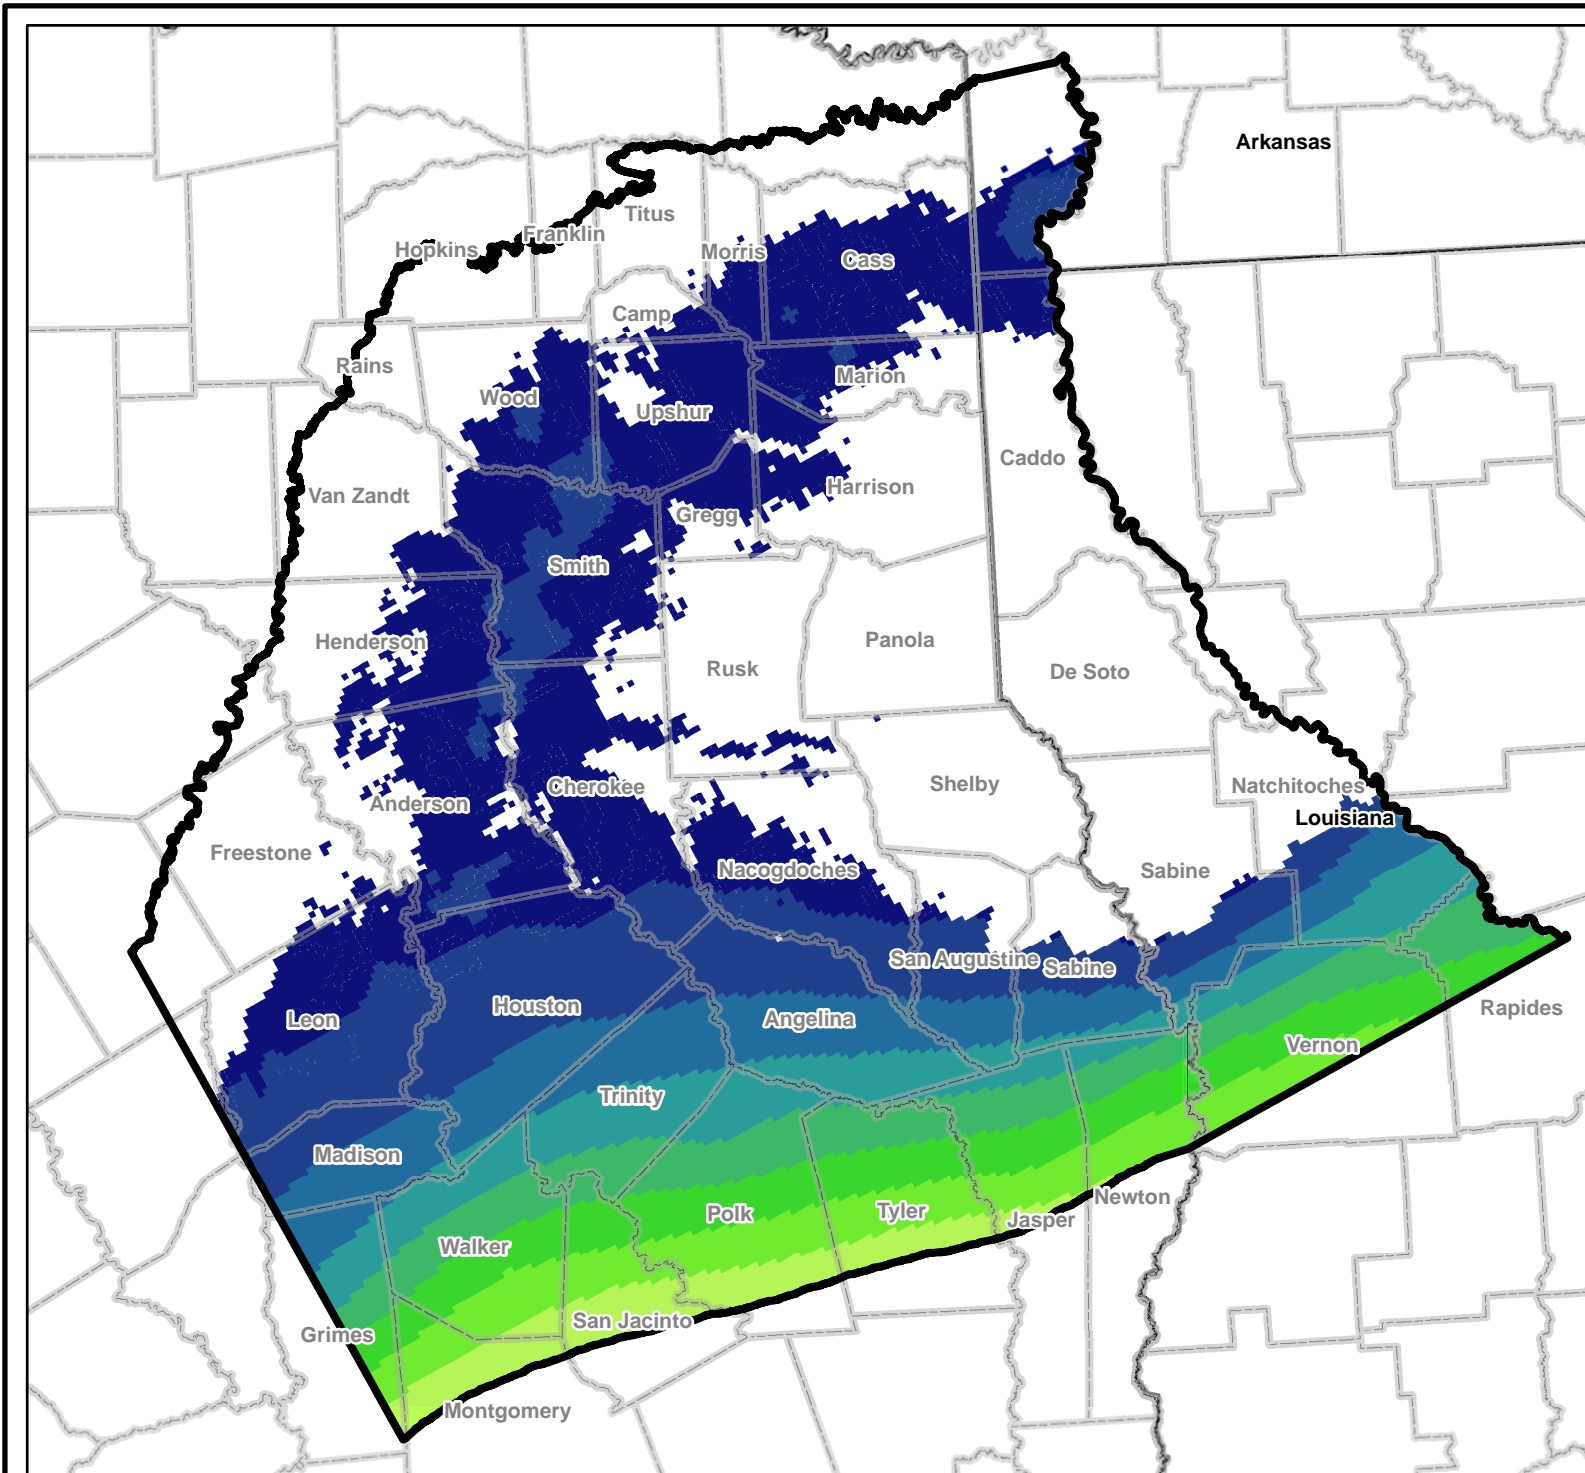 Arkansas
Titus
Franklin
Hopkins
Morris
Cass
Camp
Rains
Marion
Wood
Upshur
Caddo
Harrison
Van Zandt
Gregg
Smith
Henderson
Panola
Rusk
De Soto
Shelby
Natchitoches
Cherokee
Anderson
Louisiana
Freestone
Nacogdoches
Sabine
San Augustine
Sabine
Houston
Rapides
Leon
Angelina
Vernon
Trinity
Madison
Newton
Polk
Tyler
Jasper
Walker
San Jacinto
Grimes
Montgomery